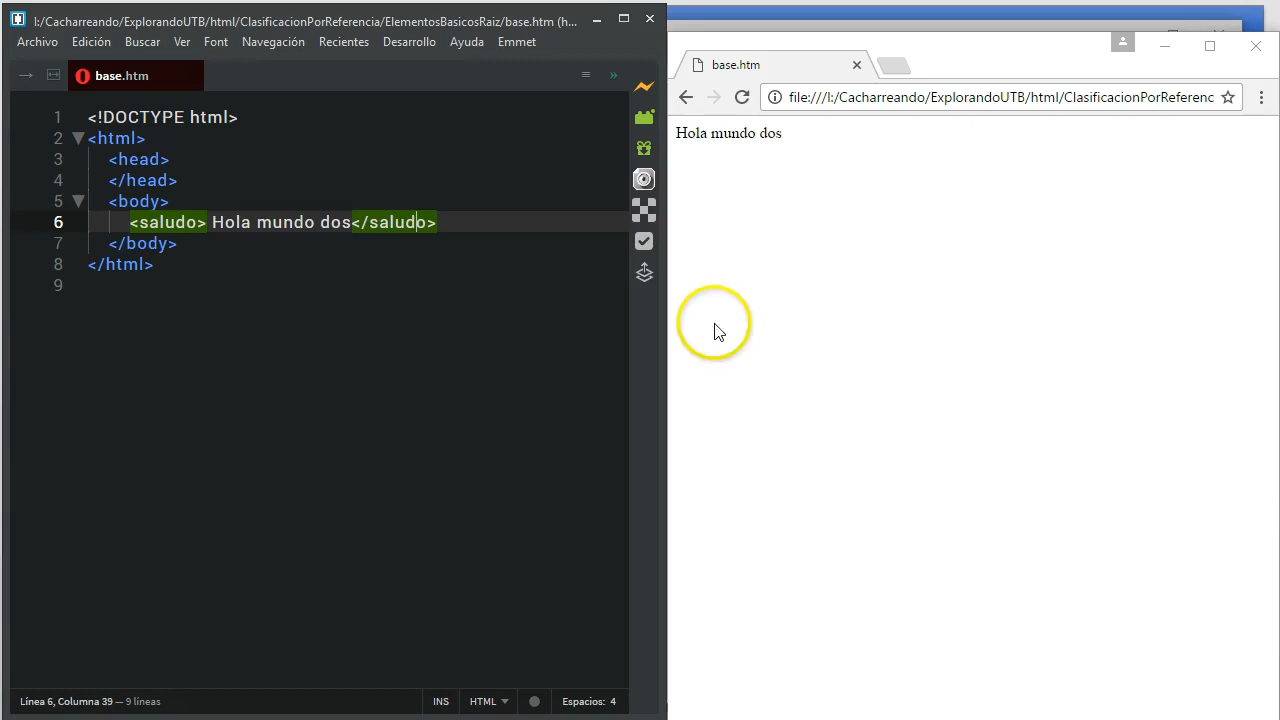 l:/Cacharreando/ExplorandoUTB/html/ClasificacionPorReferencia/ElementosBasicosRaiz/base.htm (h...
Archivo Edición Buscar Ver Font Navegación Recientes Desarrollo Ayuda Emmet
base.htm
1 <!DOCTYPE html>
2 <html>
3 <head>
4 </head>
5 <body>
6 <saludo> Hola mundo dos</saludo>
7 </body>
8 </html>
9
Línea 6, Columna 39 — 9 líneas INS HTML Espacios: 4
base.htm
file:///l:/Cacharreando/ExplorandoUTB/html/ClasificacionPorReferenc
Hola mundo dos